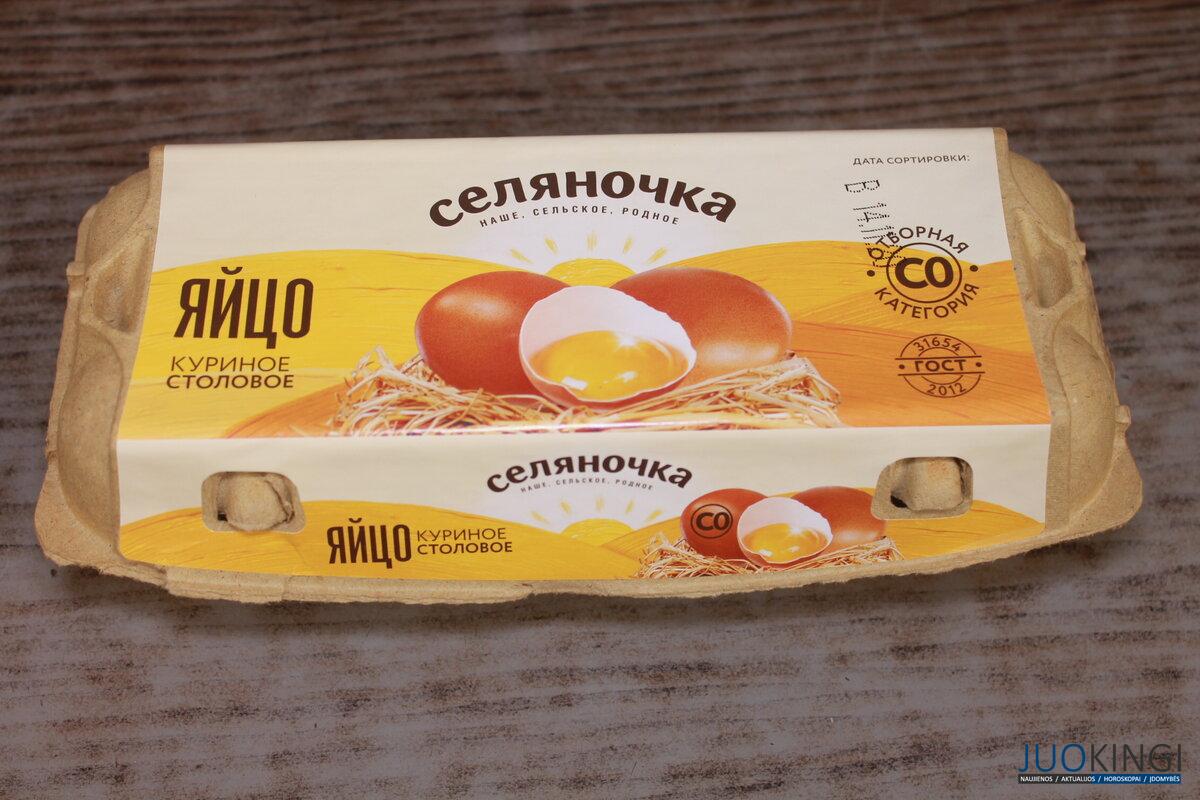 селяночка
НАШЕ, СЕЛЬСКОЕ, РОДНОЕ
ДАТА СОРТИРОВКИ:
ОТБОРНАЯ
СО
КАТЕГОРИЯ
ЯЙЦО
КУРИНОЕ
СТОЛОВОЕ
31654
ГОСТ
2012
селяночка
НАШЕ, СЕЛЬСКОЕ, РОДНОЕ
СО
ЯЙЦО КУРИНОЕ
СТОЛОВОЕ
JUOKINGI
NAUJIENOS / AKTUALIJOS / HOROSKOPAI / ĮDOMYBĖS